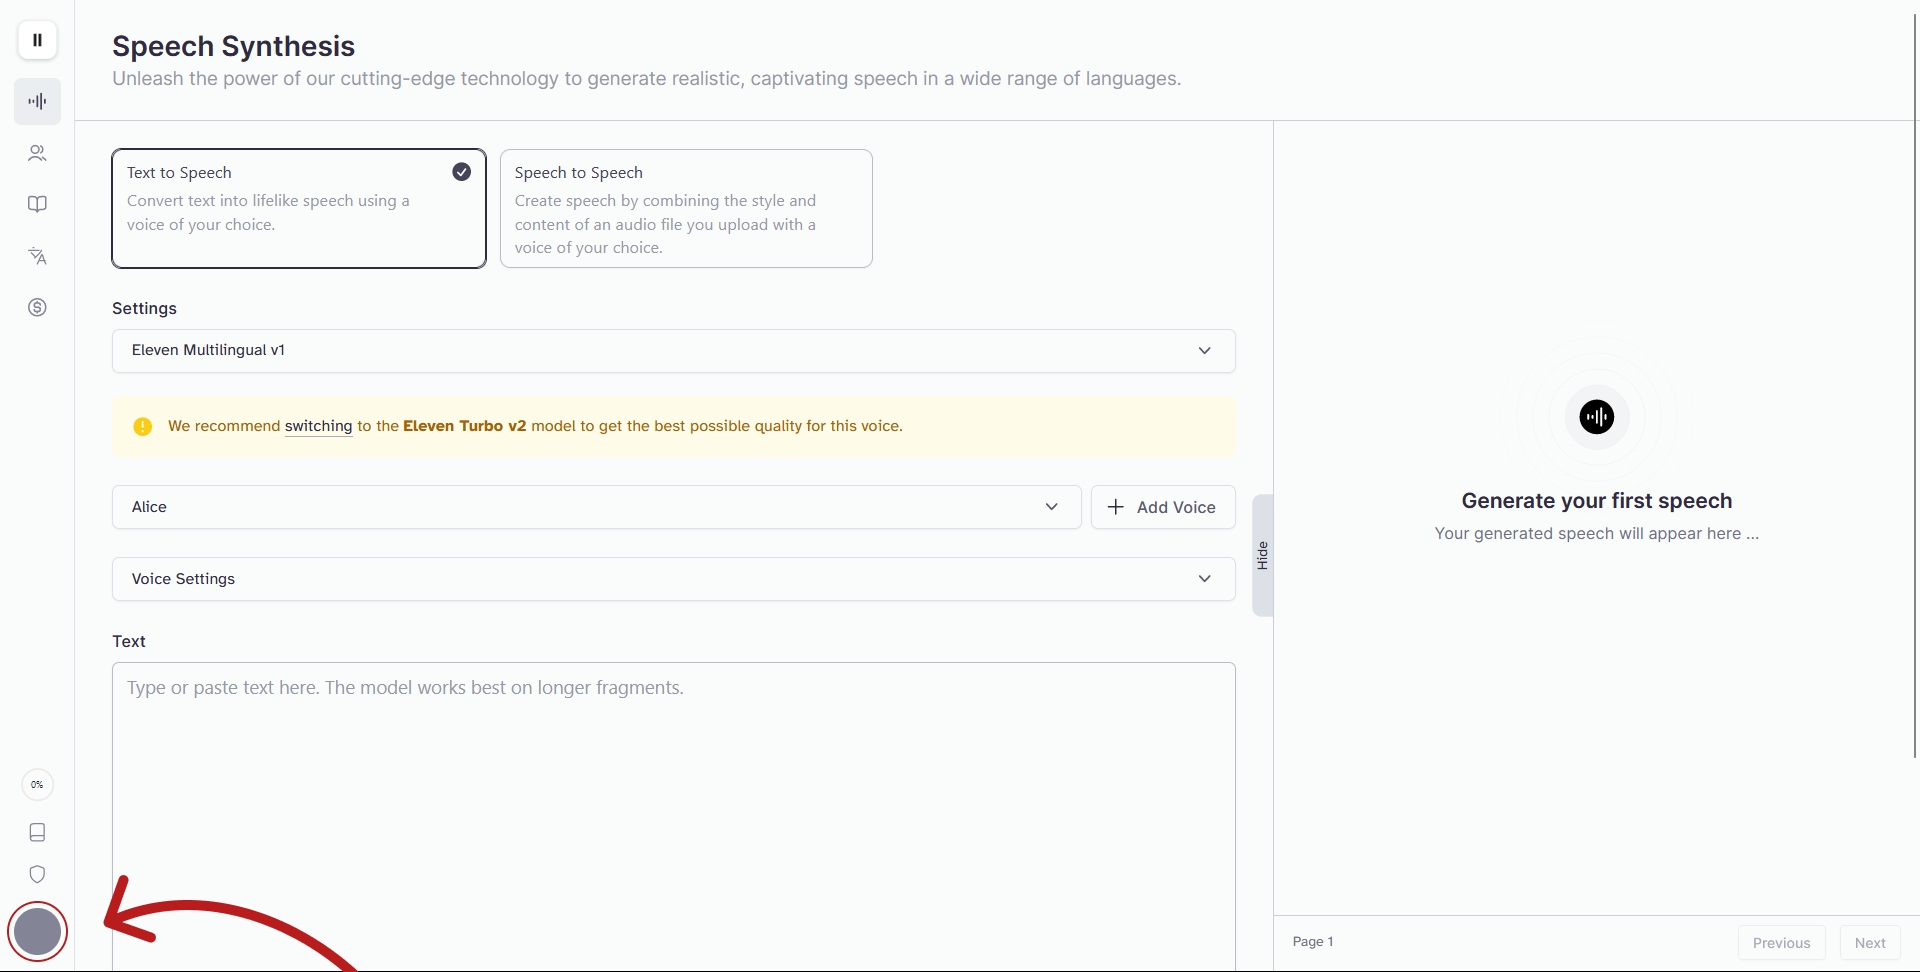 Speech Synthesis
Unleash the power of our cutting-edge technology to generate realistic, captivating speech in a wide range of languages.
Text to Speech
Convert text into lifelike speech using a
voice of your choice.
Speech to Speech
Create speech by combining the style and
content of an audio file you upload with a
voice of your choice.
Settings
Eleven Multilingual v1
We recommend switching to the Eleven Turbo v2 model to get the best possible quality for this voice.
Alice
Add Voice
Voice Settings
Text
Type or paste text here. The model works best on longer fragments.
0%
Hide
Generate your first speech
Your generated speech will appear here ...
Page 1
Previous
Next